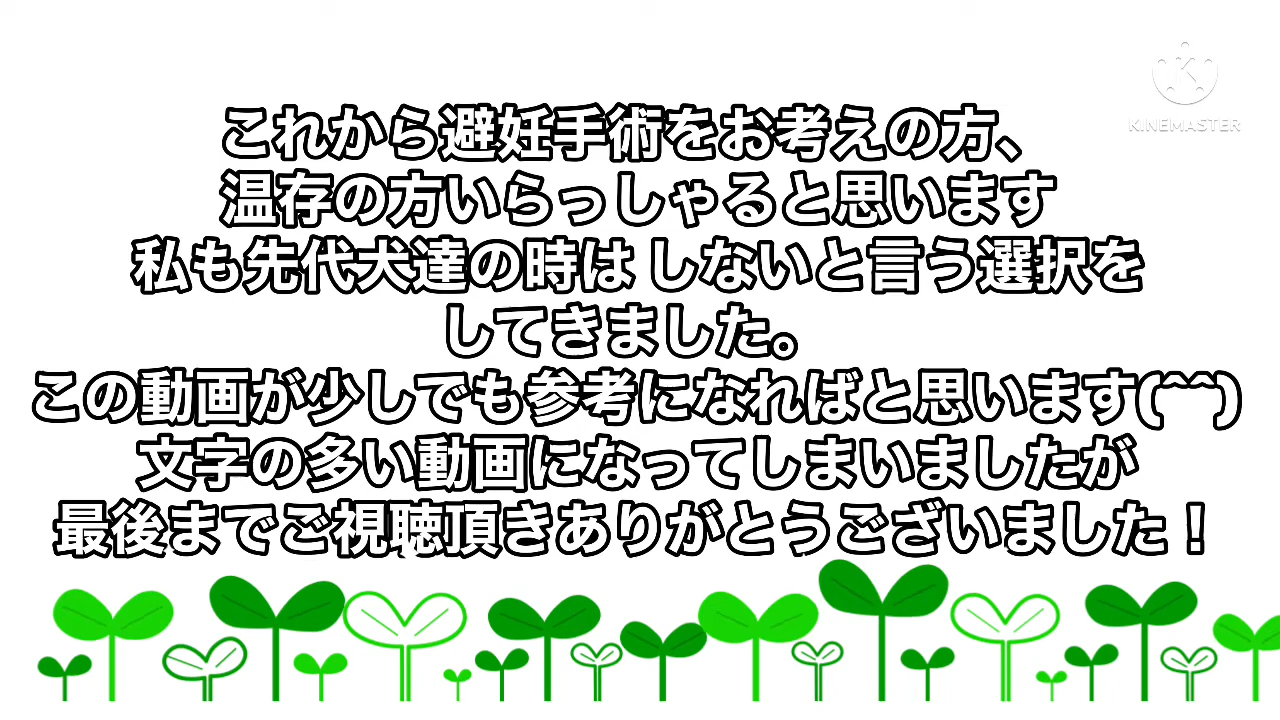 KINEMASTER
これから避妊手術をお考えの方、
温存の方いらっしゃると思います
私も先代犬達の時は しないと言う選択を
してきました。
この動画が少しでも参考になればと思います(^^)
文字の多い動画になってしまいましたが
最後までご視聴頂きありがとうございました！